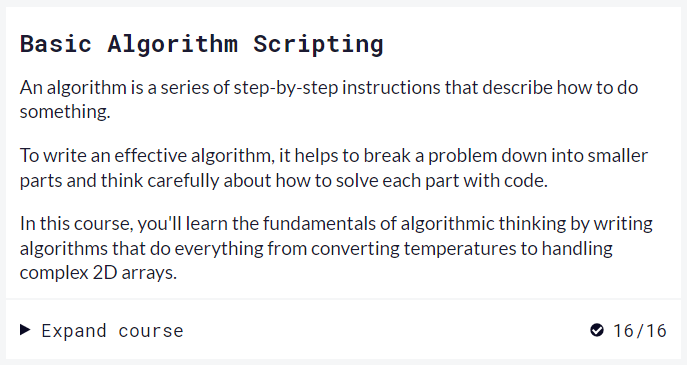 Basic Algorithm Scripting
An algorithm is a series of step-by-step instructions that describe how to do
something.
To write an effective algorithm, it helps to break a problem down into smaller
parts and think carefully about how to solve each part with code.
In this course, you'll learn the fundamentals of algorithmic thinking by writing
algorithms that do everything from converting temperatures to handling
complex 2D arrays.
Expand course 16/16